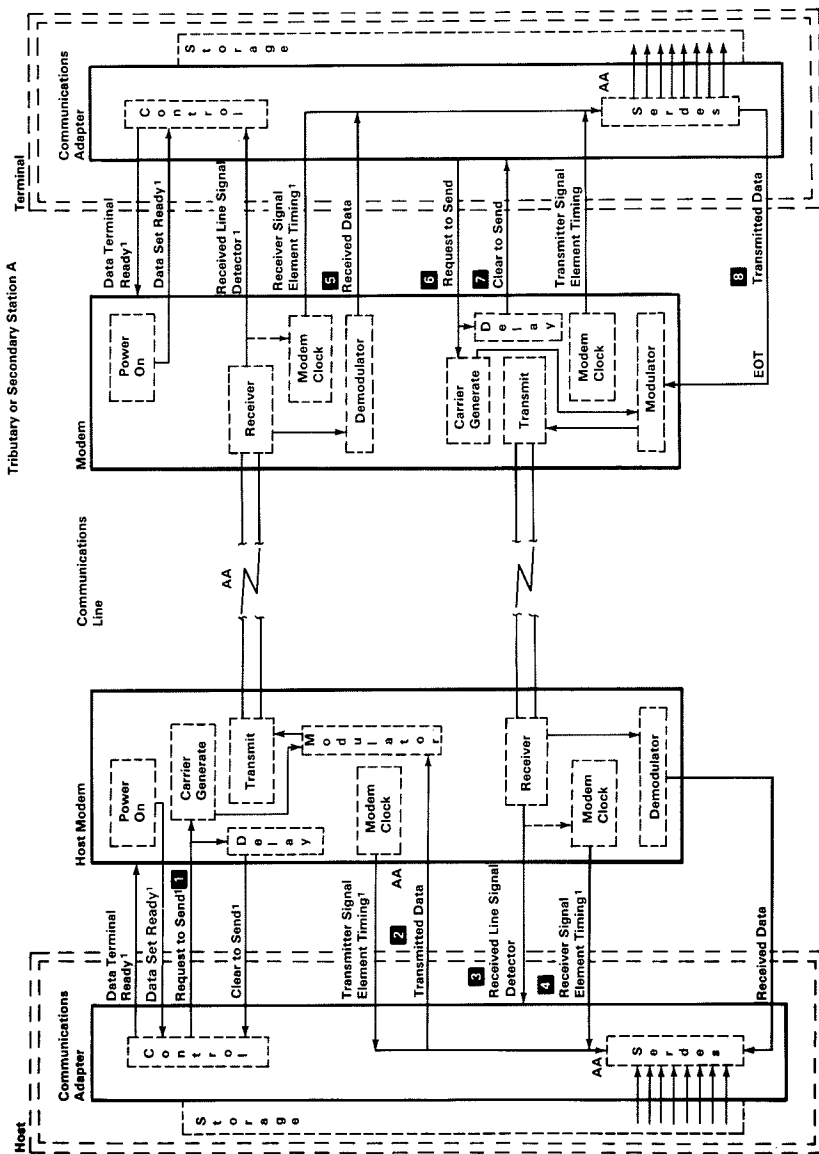 Tributary or Secondary Station A
Host
Communications
Adapter
Storage
Control
Serdes
AA
Data Terminal
Ready¹
Data Set Ready¹
Request to Send¹
1
Clear to Send¹
Transmitter Signal
Element Timing¹
AA
2
Transmitted Data
3
Received Line Signal
Detector
4
Receiver Signal
Element Timing¹
Received Data
Host Modem
Power
On
Carrier
Generate
Delay
Transmit
Modulator
Modem
Clock
Receiver
Modem
Clock
Demodulator
Communications
Line
AA
Modem
Power
On
Receiver
Modem
Clock
Demodulator
Carrier
Generate
Delay
Transmit
Modem
Clock
Modulator
EOT
Data Terminal
Ready¹
Data Set Ready¹
Received Line Signal
Detector¹
Receiver Signal
Element Timing¹
5
Received Data
6
Request to Send
7
Clear to Send
Transmitter Signal
Element Timing
8
Transmitted Data
Terminal
Communications
Adapter
Control
Storage
AA
Serdes